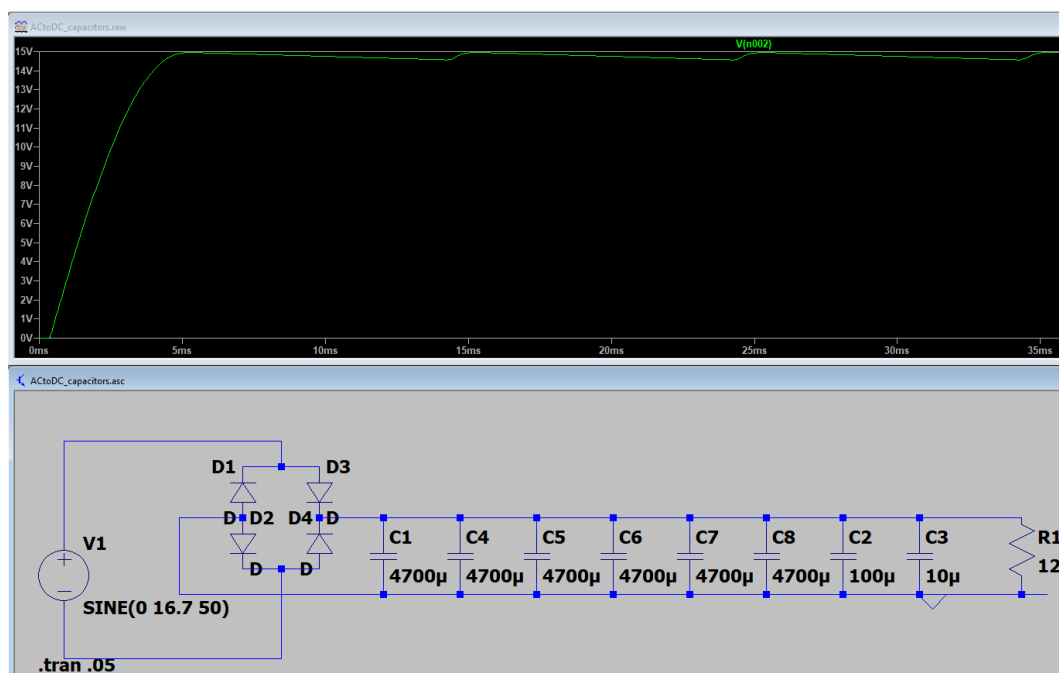 ACtoDC_capacitors.raw
V(n002)
15V
14V
13V
12V
11V
10V
9V
8V
7V
6V
5V
4V
3V
2V
1V
0V
0ms 5ms 10ms 15ms 20ms 25ms 30ms 35ms
ACtoDC_capacitors.asc
D1 D3
D D2 D4 D
D D
V1
SINE(0 16.7 50)
.tran .05
C1 C4 C5 C6 C7 C8 C2 C3 R1
4700µ 4700µ 4700µ 4700µ 4700µ 4700µ 100µ 10µ 12